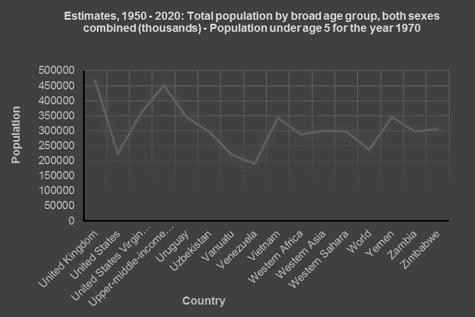 Estimates, 1950 - 2020: Total population by broad age group, both sexes
combined (thousands) - Population under age 5 for the year 1970
Population
500000
450000
400000
350000
300000
250000
200000
150000
100000
50000
0
United Kingdom
United States
United States Virgin…
Upper-middle-income…
Uruguay
Uzbekistan
Vanuatu
Venezuela
Vietnam
Western Africa
Western Asia
Western Sahara
World
Yemen
Zambia
Zimbabwe
Country